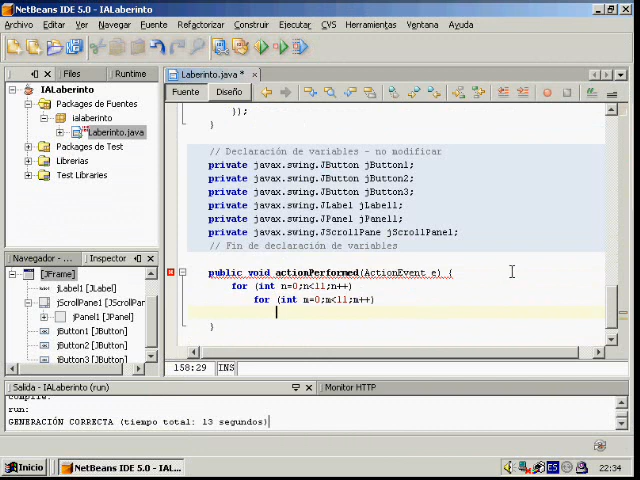 NetBeans IDE 5.0 - IALaberinto
Archivo Editar Ver Navegar Fuente Refactorizar Construir Ejecutar CVS Herramientas Ventana Ayuda
Files Runtime
Laberinto.java *
IALaberinto
Packages de Fuentes
ialaberinto
Laberinto.java
Packages de Test
Librerias
Test Libraries
Fuente Diseño
});
}
// Declaración de variables - no modificar
private javax.swing.JButton jButton1;
private javax.swing.JButton jButton2;
private javax.swing.JButton jButton3;
private javax.swing.JLabel jLabel1;
private javax.swing.JPanel jPanel1;
private javax.swing.JScrollPane jScrollPanel;
// Fin de declaración de variables
public void actionPerformed(ActionEvent e) {
for (int n=0;n<11;n++)
for (int m=0;m<11;m++)
}
Navegador - ... Inspector
[JFrame]
jLabel1 [JLabel]
jScrollPane1 [JScrollPar
jPanel1 [JPanel]
jButton1 [JButton]
jButton2 [JButton]
jButton3 [JButton]
158:29 INS
Salida - IALaberinto (run)
Monitor HTTP
compile:
run:
GENERACIÓN CORRECTA (tiempo total: 13 segundos)
Inicio
NetBeans IDE 5.0 - IAL...
ES
22:34